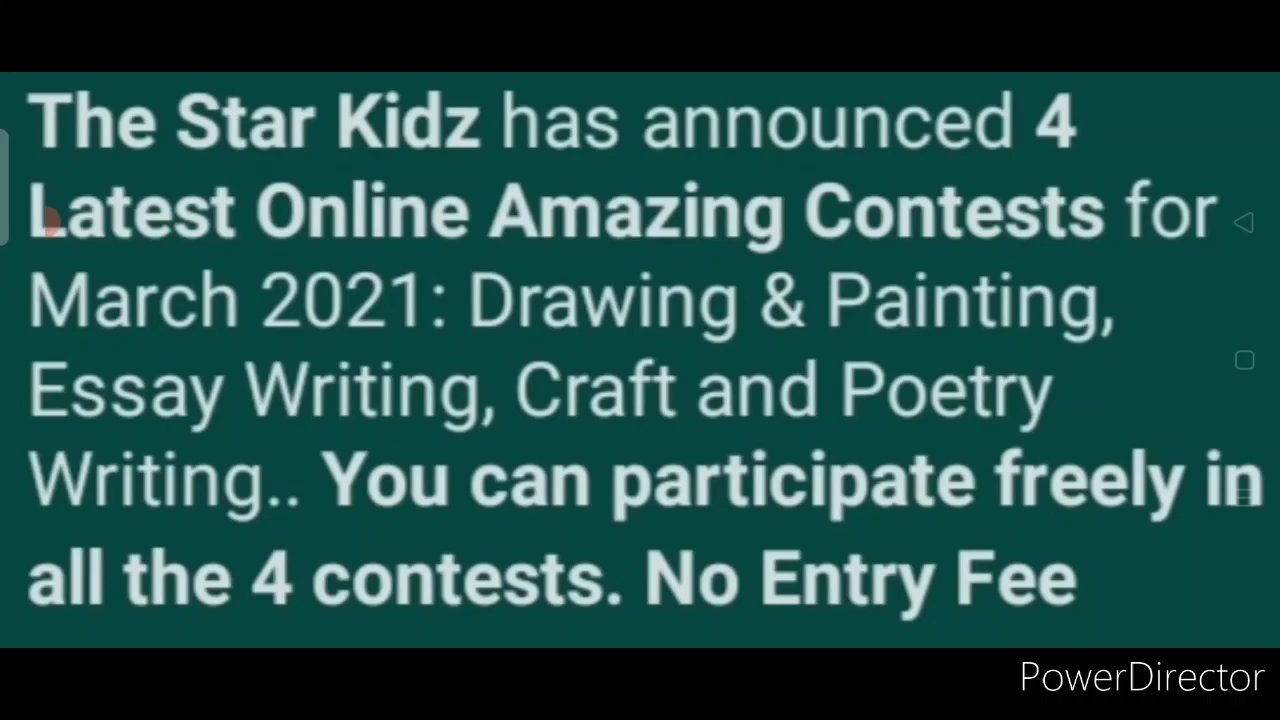 The Star Kidz has announced 4
Latest Online Amazing Contests for
March 2021: Drawing & Painting,
Essay Writing, Craft and Poetry
Writing.. You can participate freely in
all the 4 contests. No Entry Fee
PowerDirector